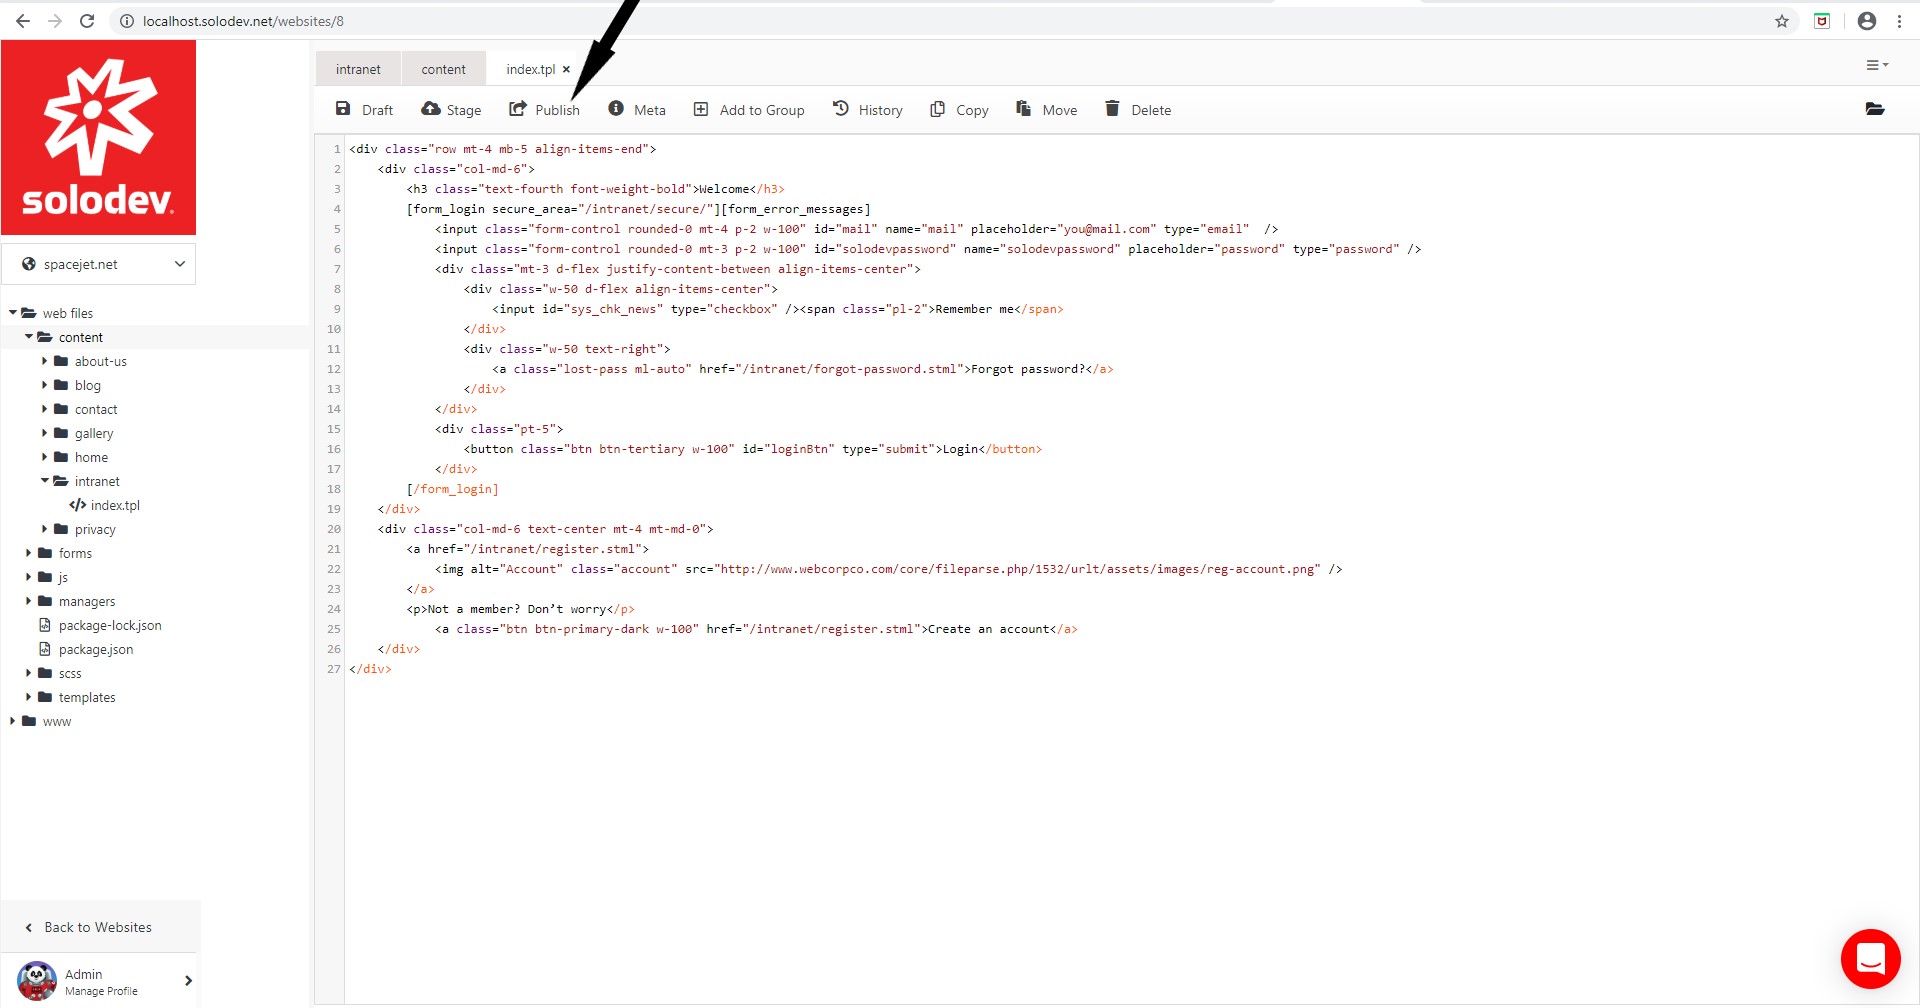 localhost.solodev.net/websites/8
solodev
spacejet.net
web files
content
about-us
blog
contact
gallery
home
intranet
index.tpl
privacy
forms
js
managers
package-lock.json
package.json
scss
templates
www
Back to Websites
Admin
Manage Profile
intranet content index.tpl ×
Draft Stage Publish Meta Add to Group History Copy Move Delete
1 <div class="row mt-4 mb-5 align-items-end">
2 <div class="col-md-6">
3 <h3 class="text-fourth font-weight-bold">Welcome</h3>
4 [form_login secure_area="/intranet/secure/"][form_error_messages]
5 <input class="form-control rounded-0 mt-4 p-2 w-100" id="mail" name="mail" placeholder="you@mail.com" type="email"  />
6 <input class="form-control rounded-0 mt-3 p-2 w-100" id="solodevpassword" name="solodevpassword" placeholder="password" type="password" />
7 <div class="mt-3 d-flex justify-content-between align-items-center">
8 <div class="w-50 d-flex align-items-center">
9 <input id="sys_chk_news" type="checkbox" /><span class="pl-2">Remember me</span>
10 </div>
11 <div class="w-50 text-right">
12 <a class="lost-pass ml-auto" href="/intranet/forgot-password.stml">Forgot password?</a>
13 </div>
14 </div>
15 <div class="pt-5">
16 <button class="btn btn-tertiary w-100" id="loginBtn" type="submit">Login</button>
17 </div>
18 [/form_login]
19 </div>
20 <div class="col-md-6 text-center mt-4 mt-md-0">
21 <a href="/intranet/register.stml">
22 <img alt="Account" class="account" src="http://www.webcorpco.com/core/fileparse.php/1532/urlt/assets/images/reg-account.png" />
23 </a>
24 <p>Not a member? Don’t worry</p>
25 <a class="btn btn-primary-dark w-100" href="/intranet/register.stml">Create an account</a>
26 </div>
27 </div>